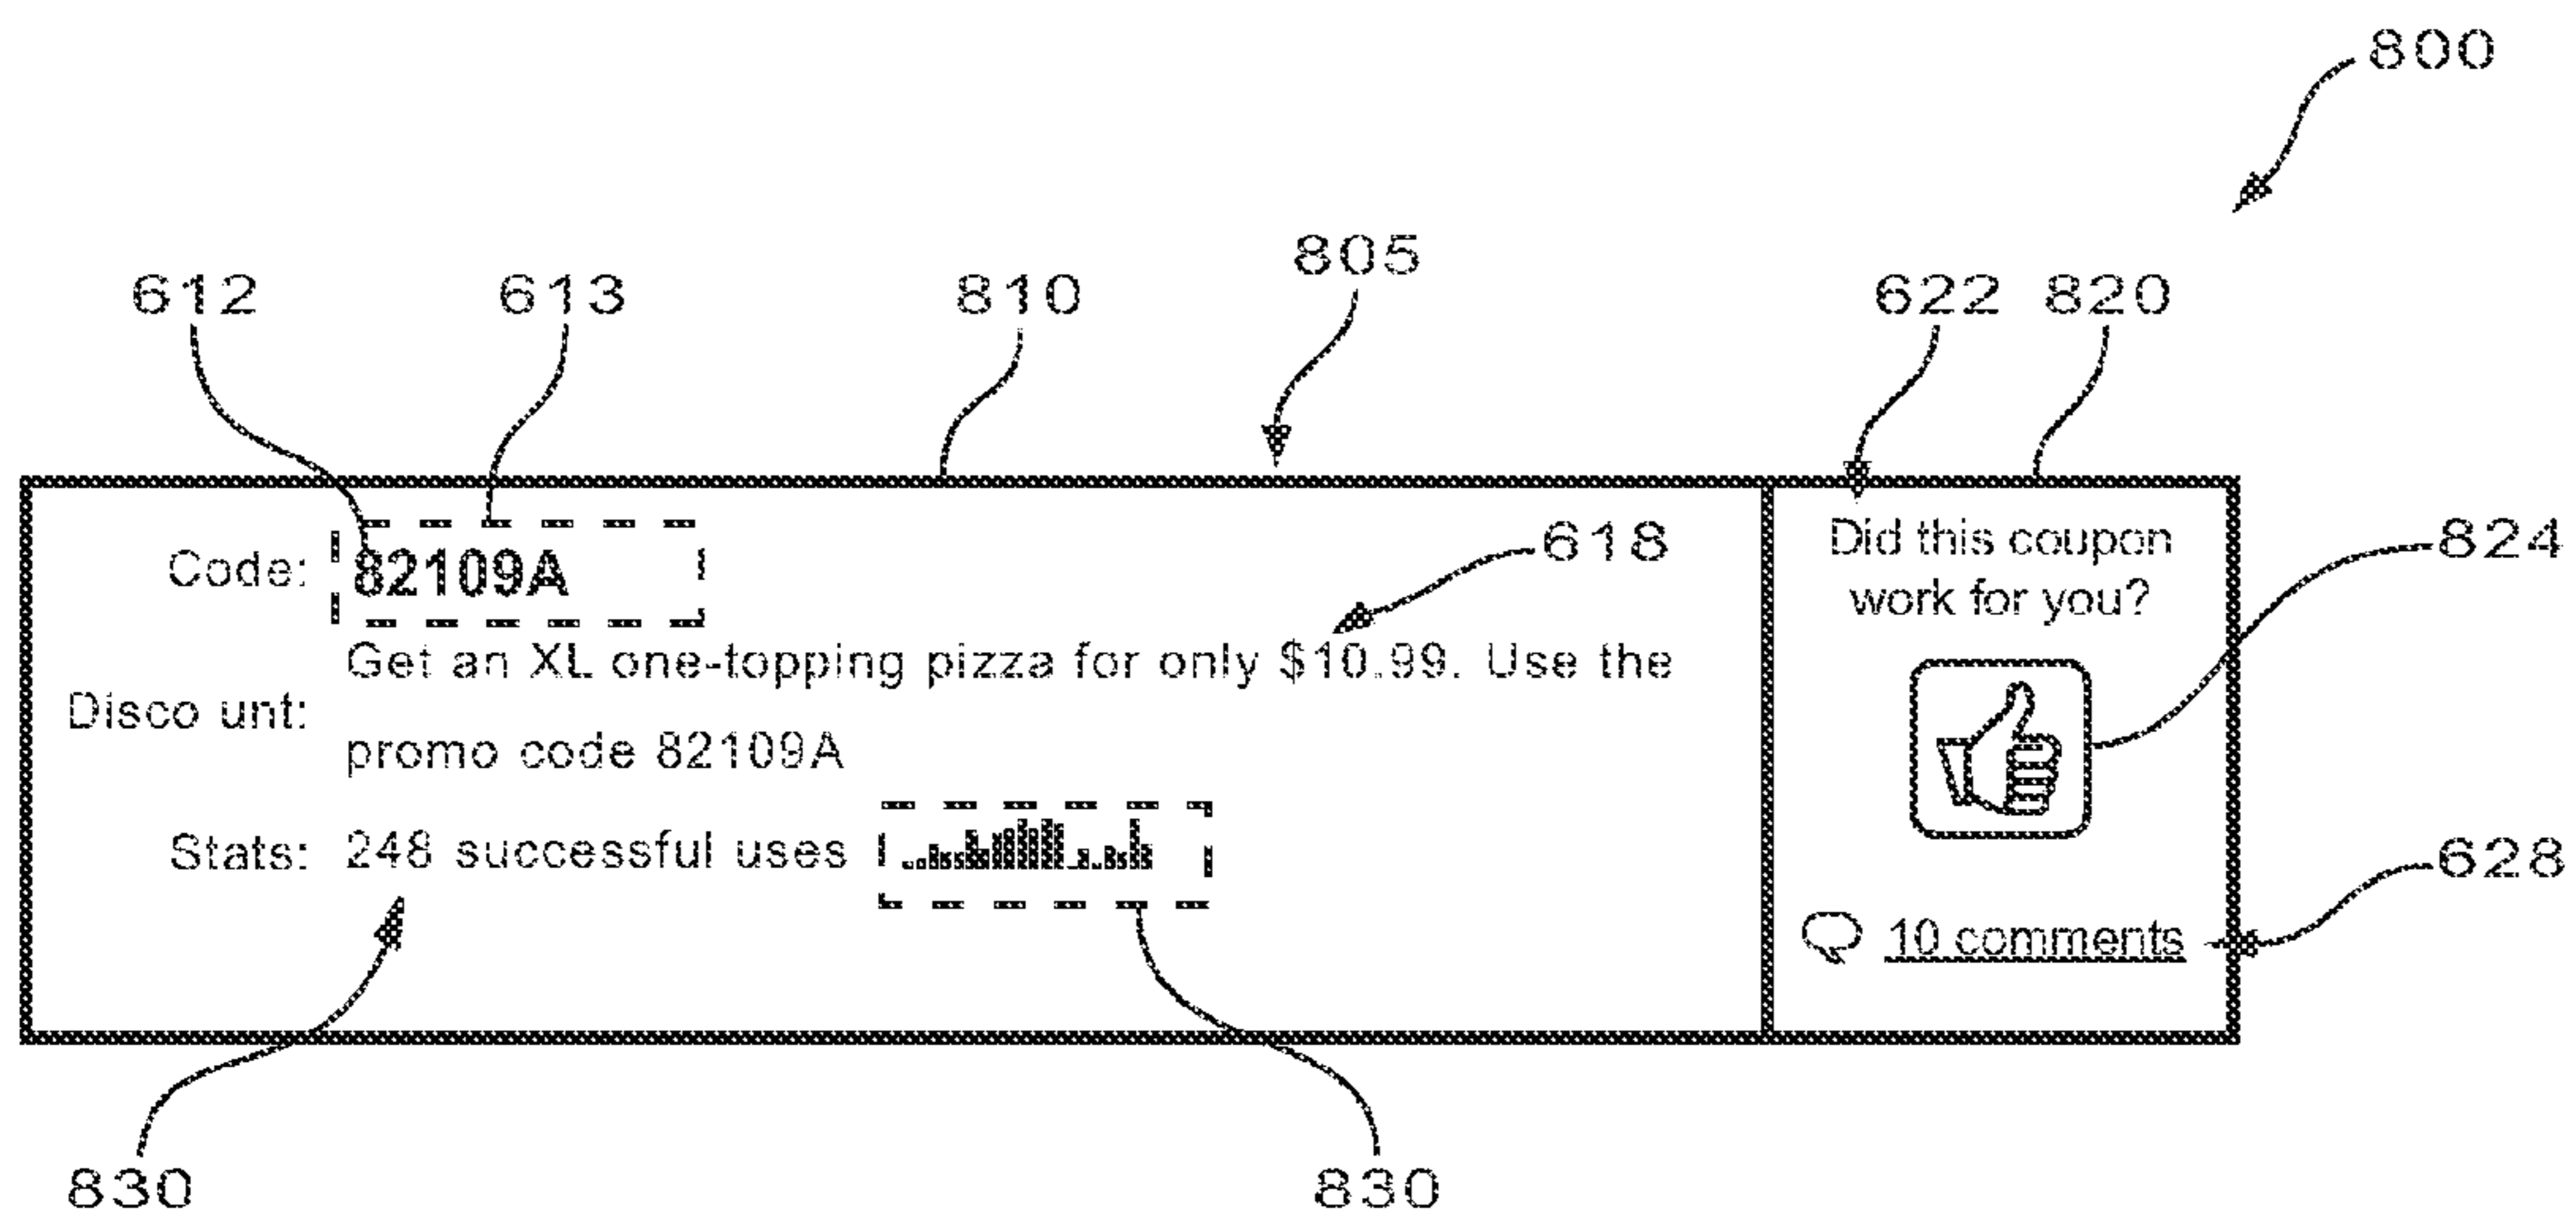 800
805
612 613 810 622 820
Code: 82109A
618
Did this coupon
work for you?
824
Get an XL one-topping pizza for only $10.99. Use the
Disco unt:
promo code 82109A
Stats: 248 successful uses
628
10 comments
830 830